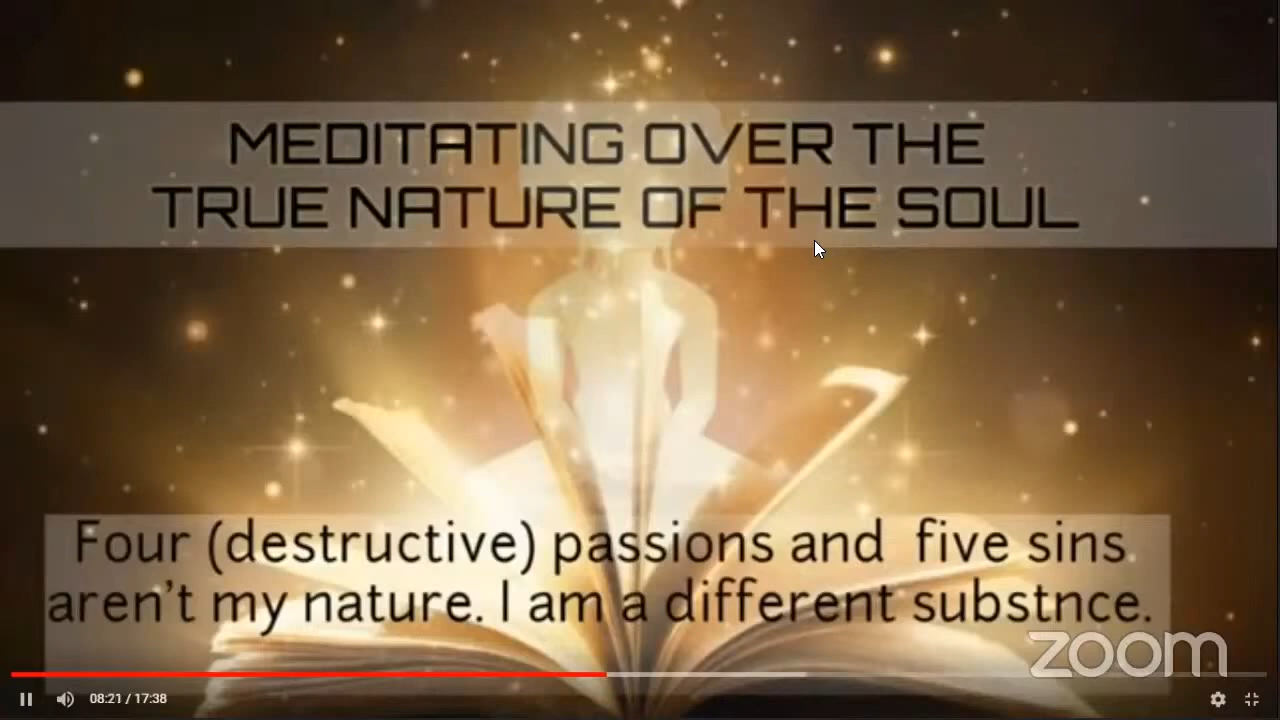 MEDITATING OVER THE
TRUE NATURE OF THE SOUL
Four (destructive) passions and five sins
aren't my nature. I am a different substnce.
zoom
08:21 / 17:38